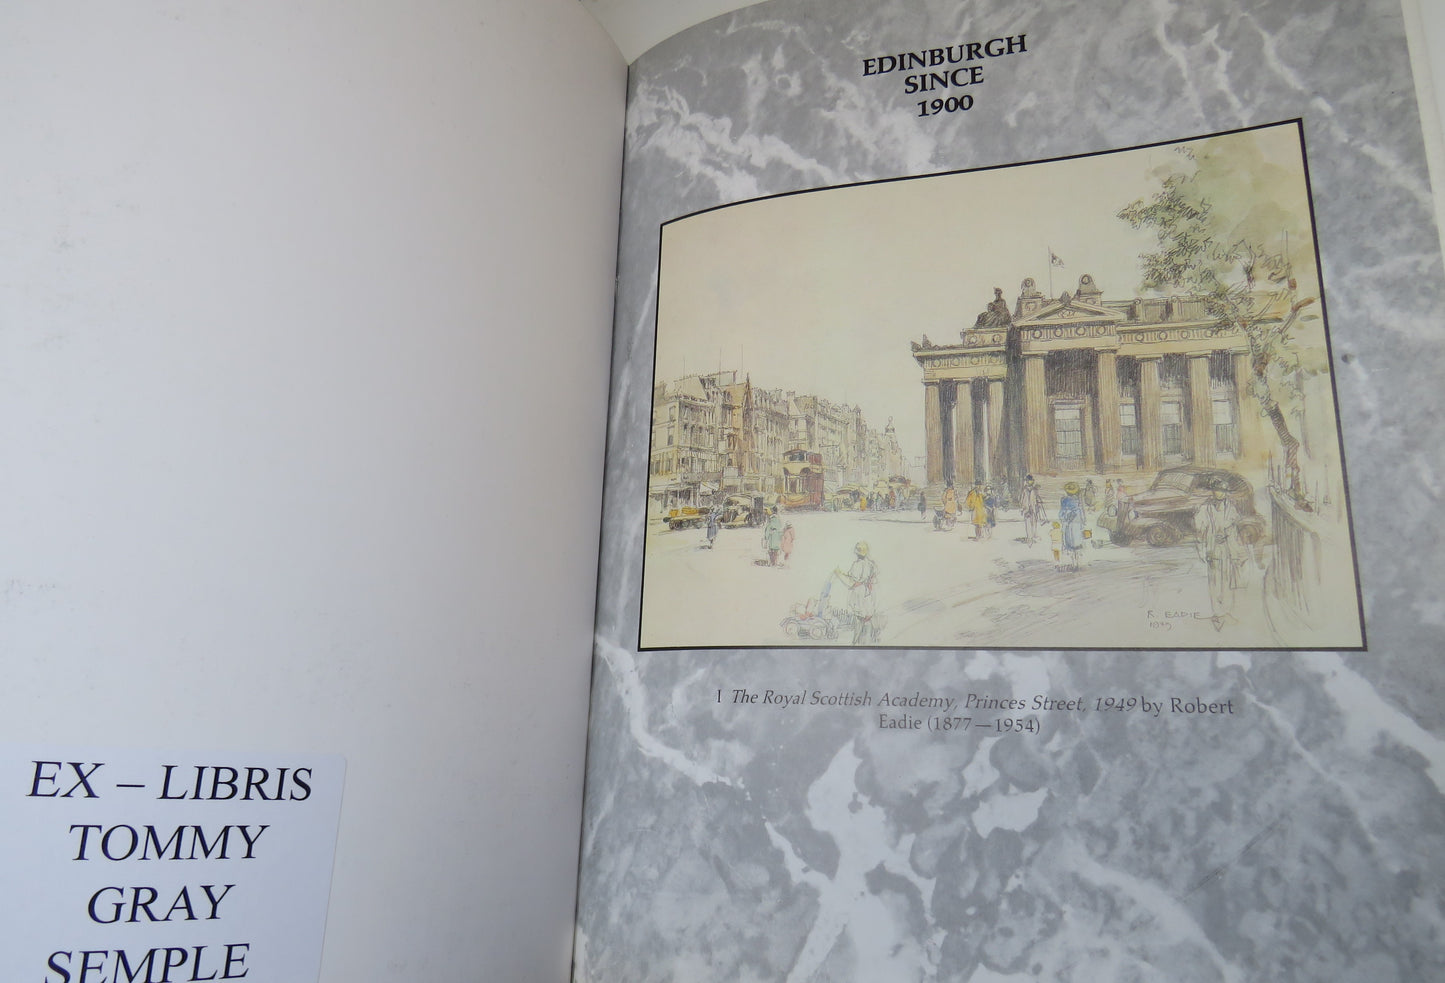 EX – LIBRIS
TOMMY
GRAY
SEMPLE
EDINBURGH
SINCE
1900
R. EADIE
1949
1 The Royal Scottish Academy, Princes Street, 1949 by Robert
Eadie (1877—1954)